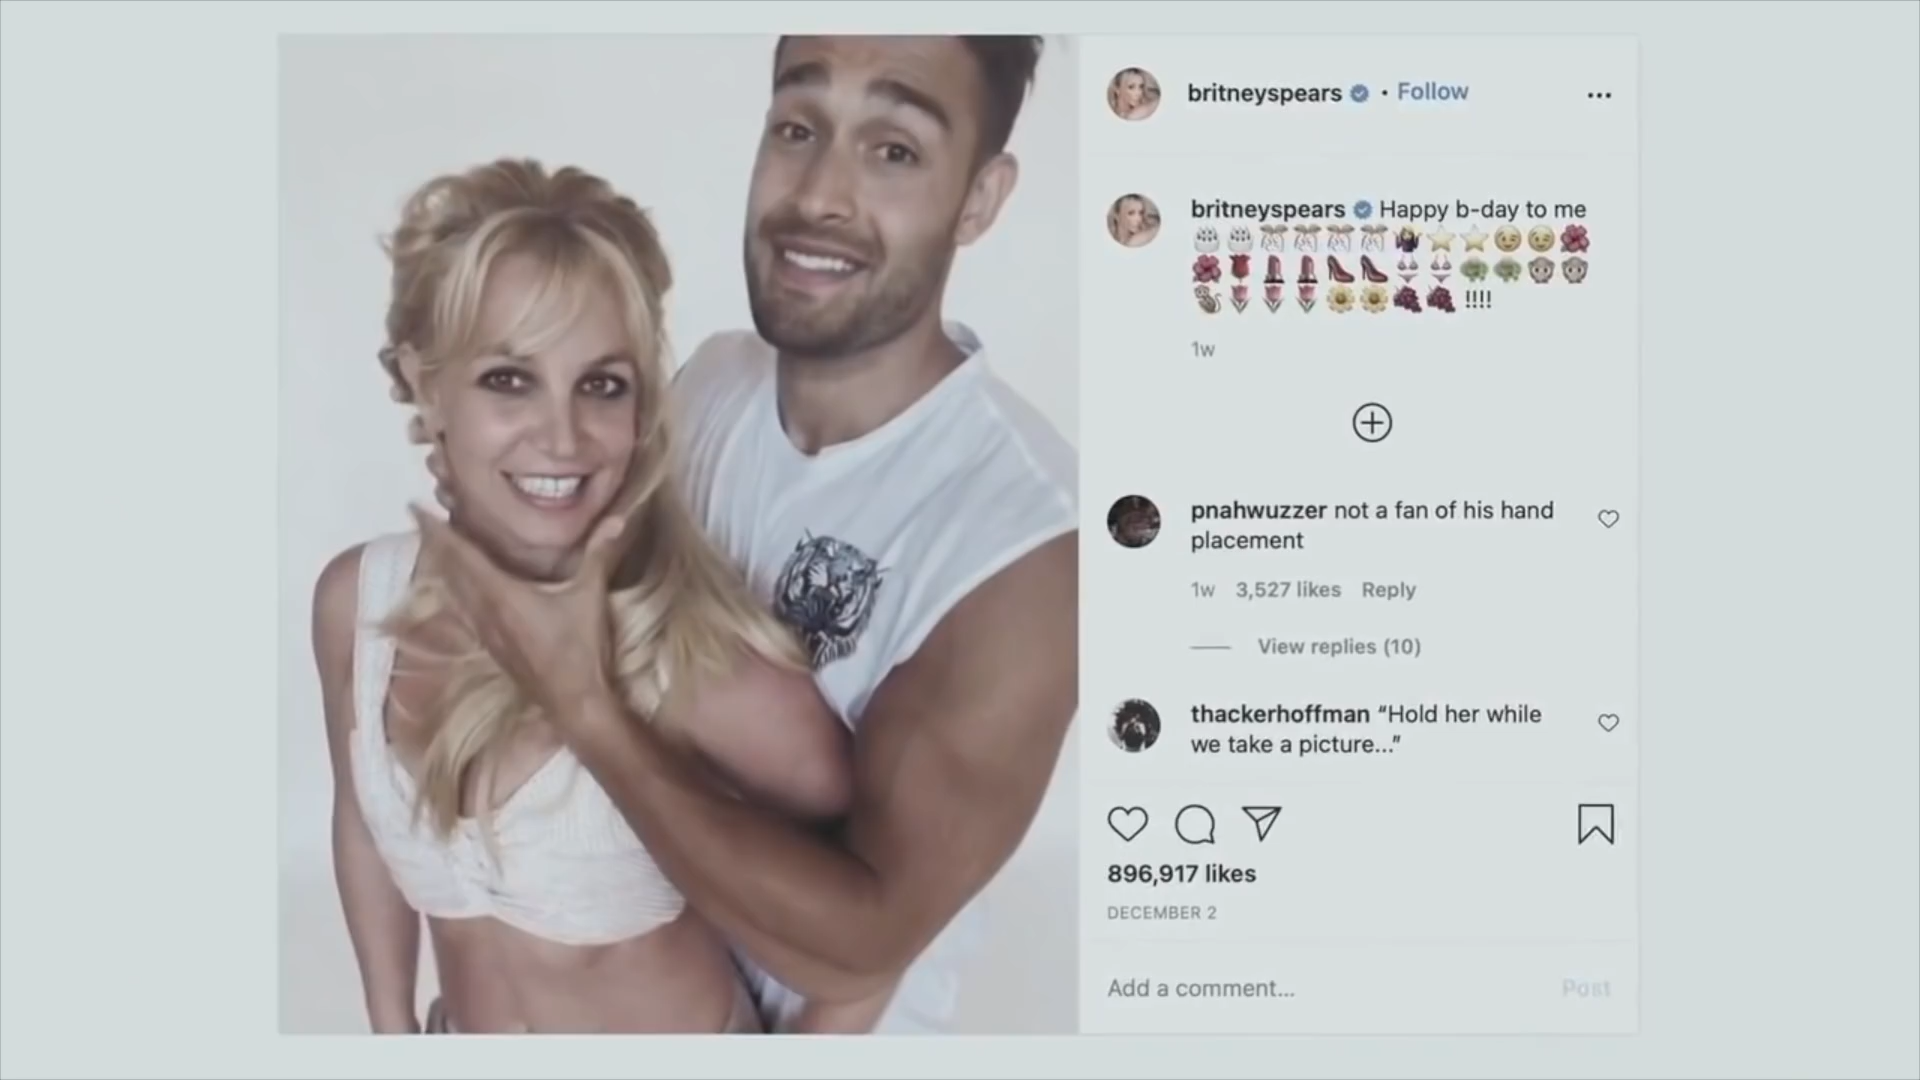 britneyspears • Follow
britneyspears Happy b-day to me
!!!!
1w
pnahwuzzer not a fan of his hand
placement
1w 3,527 likes Reply
View replies (10)
thackerhoffman “Hold her while
we take a picture...”
896,917 likes
DECEMBER 2
Add a comment...
Post